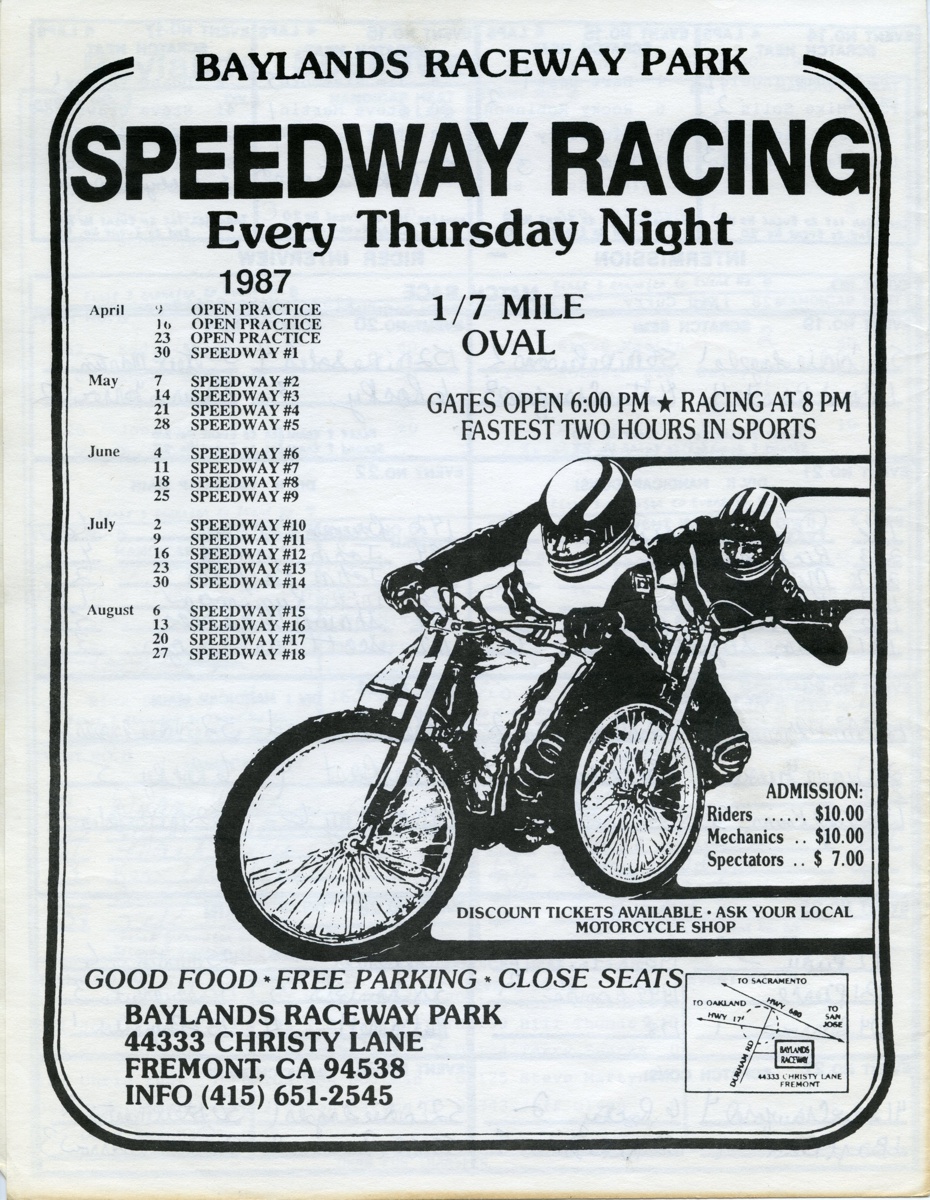 BAYLANDS RACEWAY PARK
SPEEDWAY RACING
Every Thursday Night
1987
April 9 OPEN PRACTICE
16 OPEN PRACTICE
23 OPEN PRACTICE
30 SPEEDWAY #1
May 7 SPEEDWAY #2
14 SPEEDWAY #3
21 SPEEDWAY #4
28 SPEEDWAY #5
June 4 SPEEDWAY #6
11 SPEEDWAY #7
18 SPEEDWAY #8
25 SPEEDWAY #9
July 2 SPEEDWAY #10
9 SPEEDWAY #11
16 SPEEDWAY #12
23 SPEEDWAY #13
30 SPEEDWAY #14
August 6 SPEEDWAY #15
13 SPEEDWAY #16
20 SPEEDWAY #17
27 SPEEDWAY #18
1/7 MILE
OVAL
GATES OPEN 6:00 PM ★ RACING AT 8 PM
FASTEST TWO HOURS IN SPORTS
ADMISSION:
Riders ...... $10.00
Mechanics .. $10.00
Spectators .. $ 7.00
DISCOUNT TICKETS AVAILABLE • ASK YOUR LOCAL
MOTORCYCLE SHOP
GOOD FOOD * FREE PARKING * CLOSE SEATS
BAYLANDS RACEWAY PARK
44333 CHRISTY LANE
FREMONT, CA 94538
INFO (415) 651-2545
TO SACRAMENTO
TO OAKLAND
HWY 680
HWY 17
TO
SAN
JOSE
DURHAM RD
BAYLANDS
RACEWAY
44333 CHRISTY LANE
FREMONT